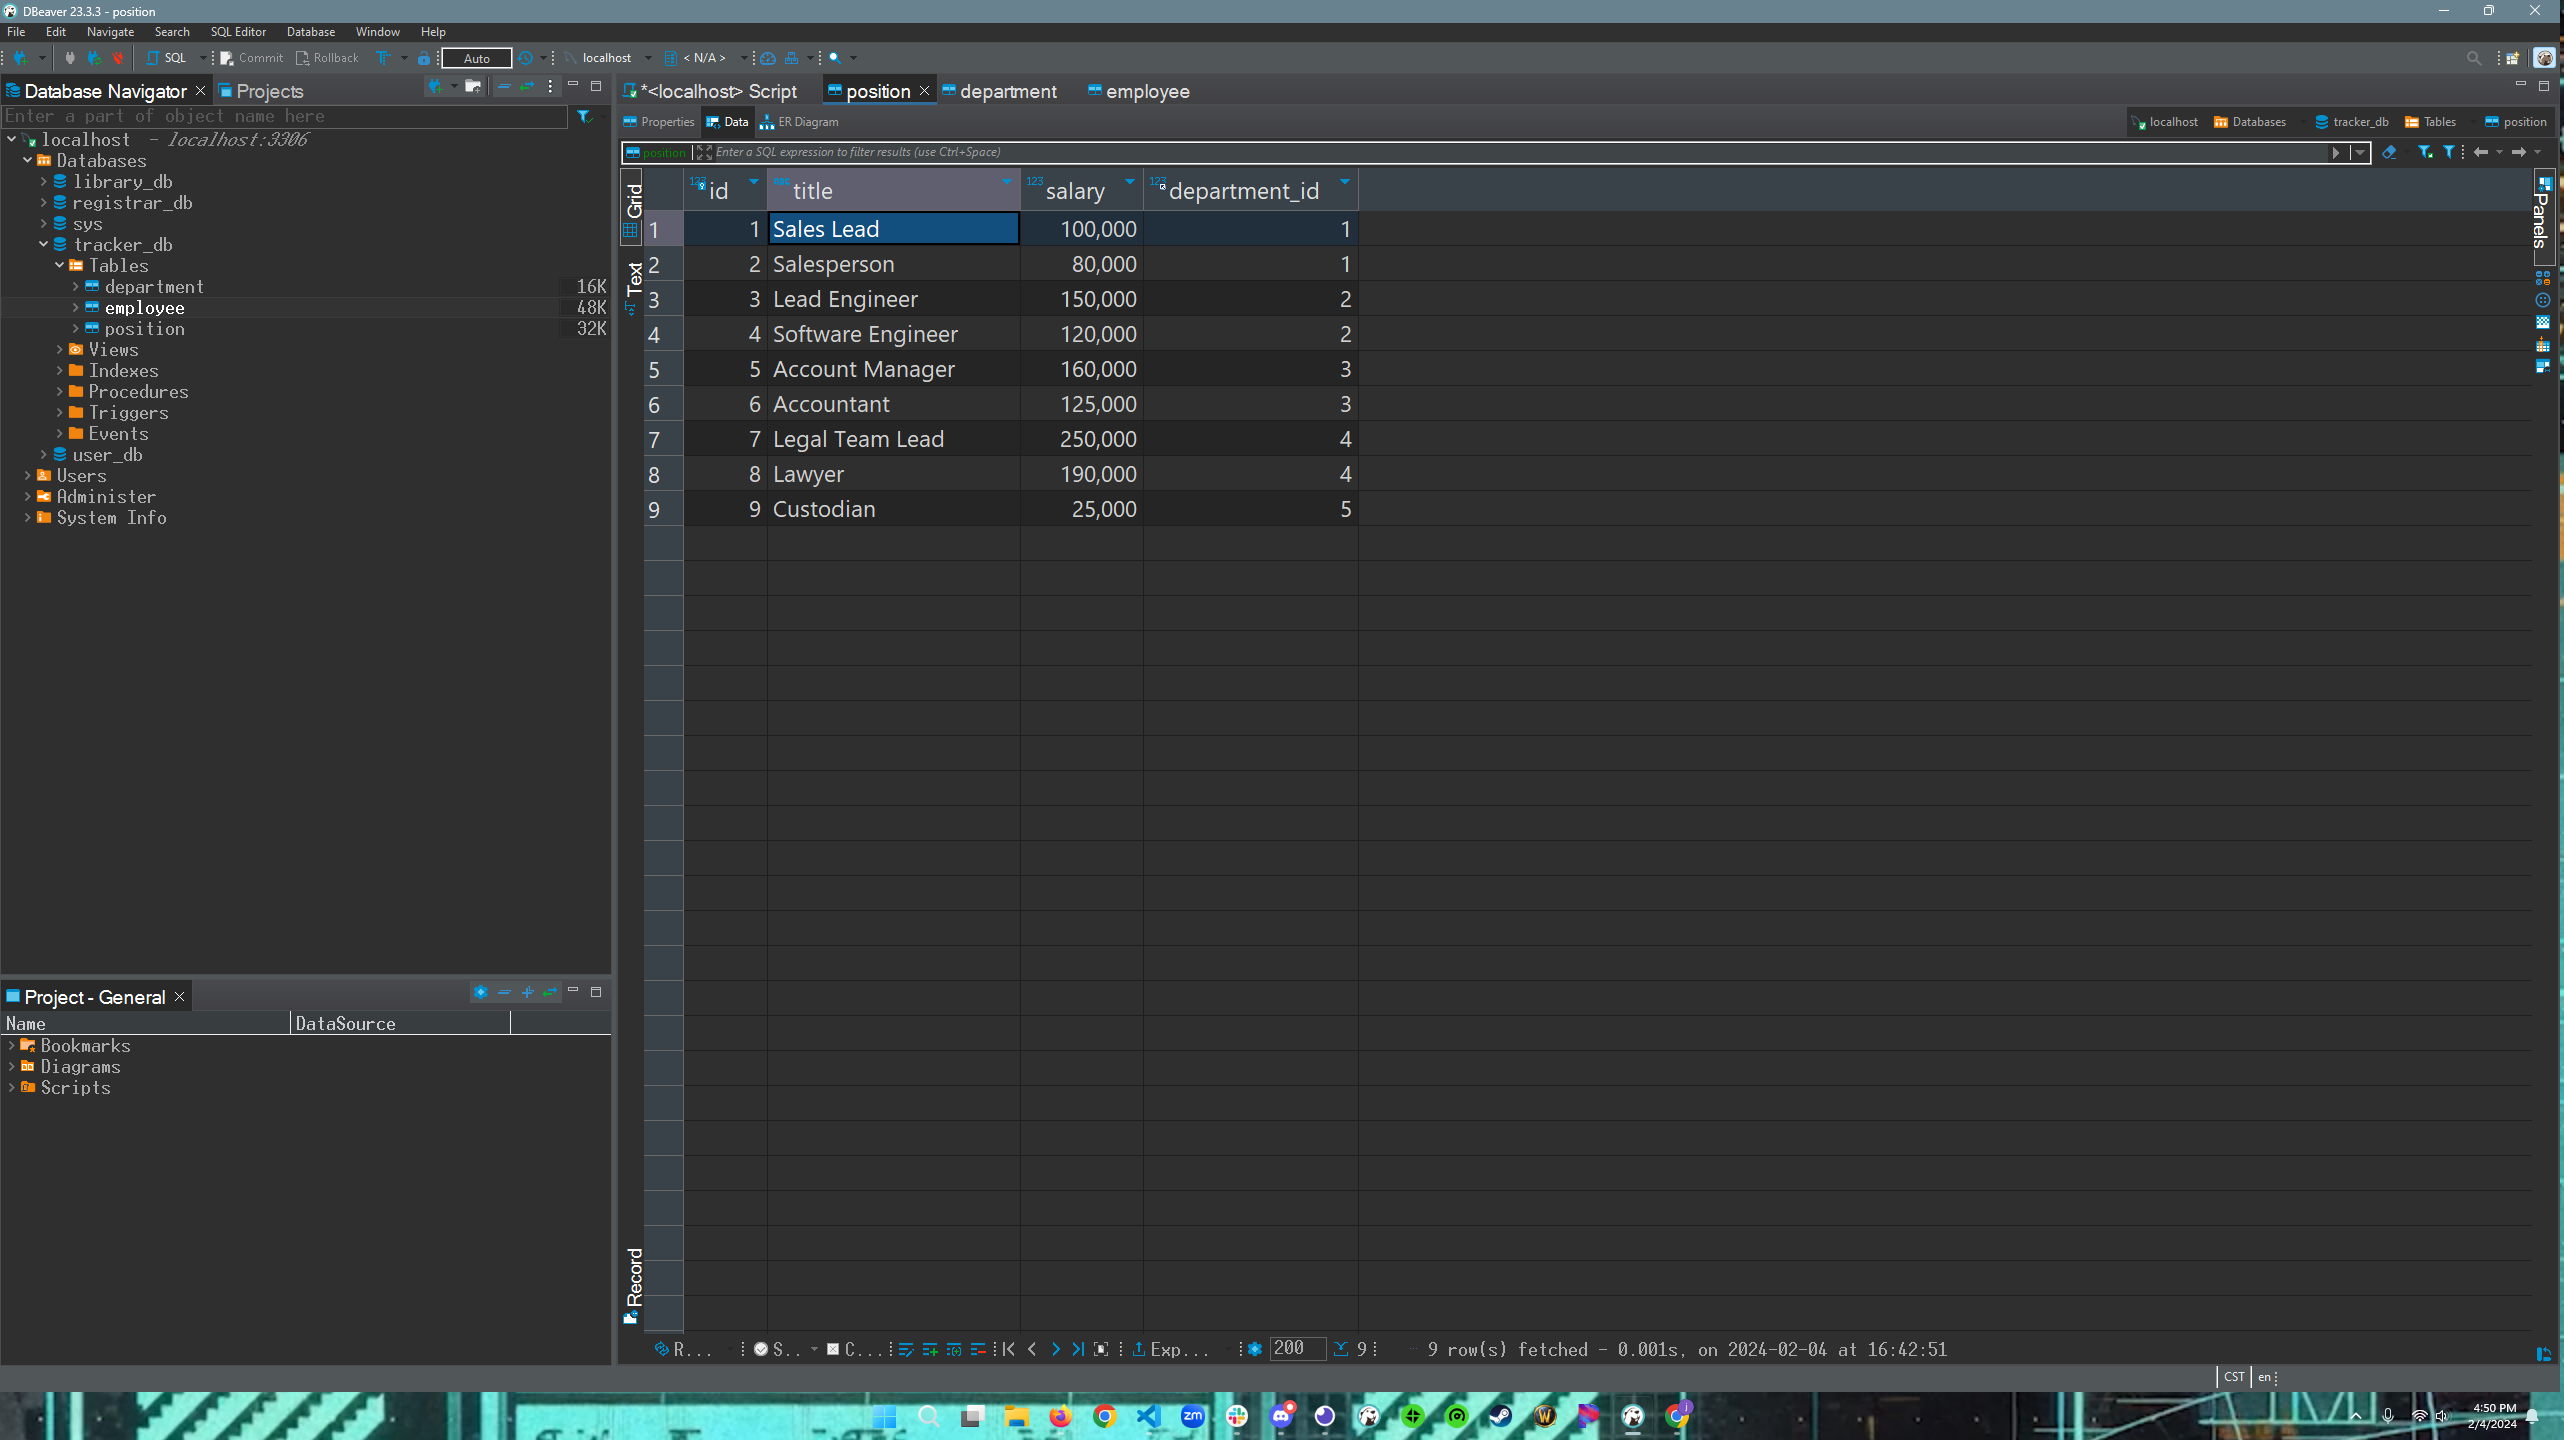 DBeaver 23.3.3 - position
File Edit Navigate Search SQL Editor Database Window Help
SQL Commit Rollback Auto localhost < N/A >
Database Navigator Projects
Enter a part of object name here
localhost - localhost:3306
Databases
library_db
registrar_db
sys
tracker_db
Tables
department 16K
employee 48K
position 32K
Views
Indexes
Procedures
Triggers
Events
user_db
Users
Administer
System Info
Project - General
Name DataSource
Bookmarks
Diagrams
Scripts
*<localhost> Script position department employee
Properties Data ER Diagram
localhost Databases tracker_db Tables position
position Enter a SQL expression to filter results (use Ctrl+Space)
Grid
Text
Record
Panels
123 id abc title 123 salary 123 department_id
1 1 Sales Lead 100,000 1
2 2 Salesperson 80,000 1
3 3 Lead Engineer 150,000 2
4 4 Software Engineer 120,000 2
5 5 Account Manager 160,000 3
6 6 Accountant 125,000 3
7 7 Legal Team Lead 250,000 4
8 8 Lawyer 190,000 4
9 9 Custodian 25,000 5
R... S.. C... Exp... 200 9 9 row(s) fetched - 0.001s, on 2024-02-04 at 16:42:51
CST en
zm
W
4:50 PM
2/4/2024